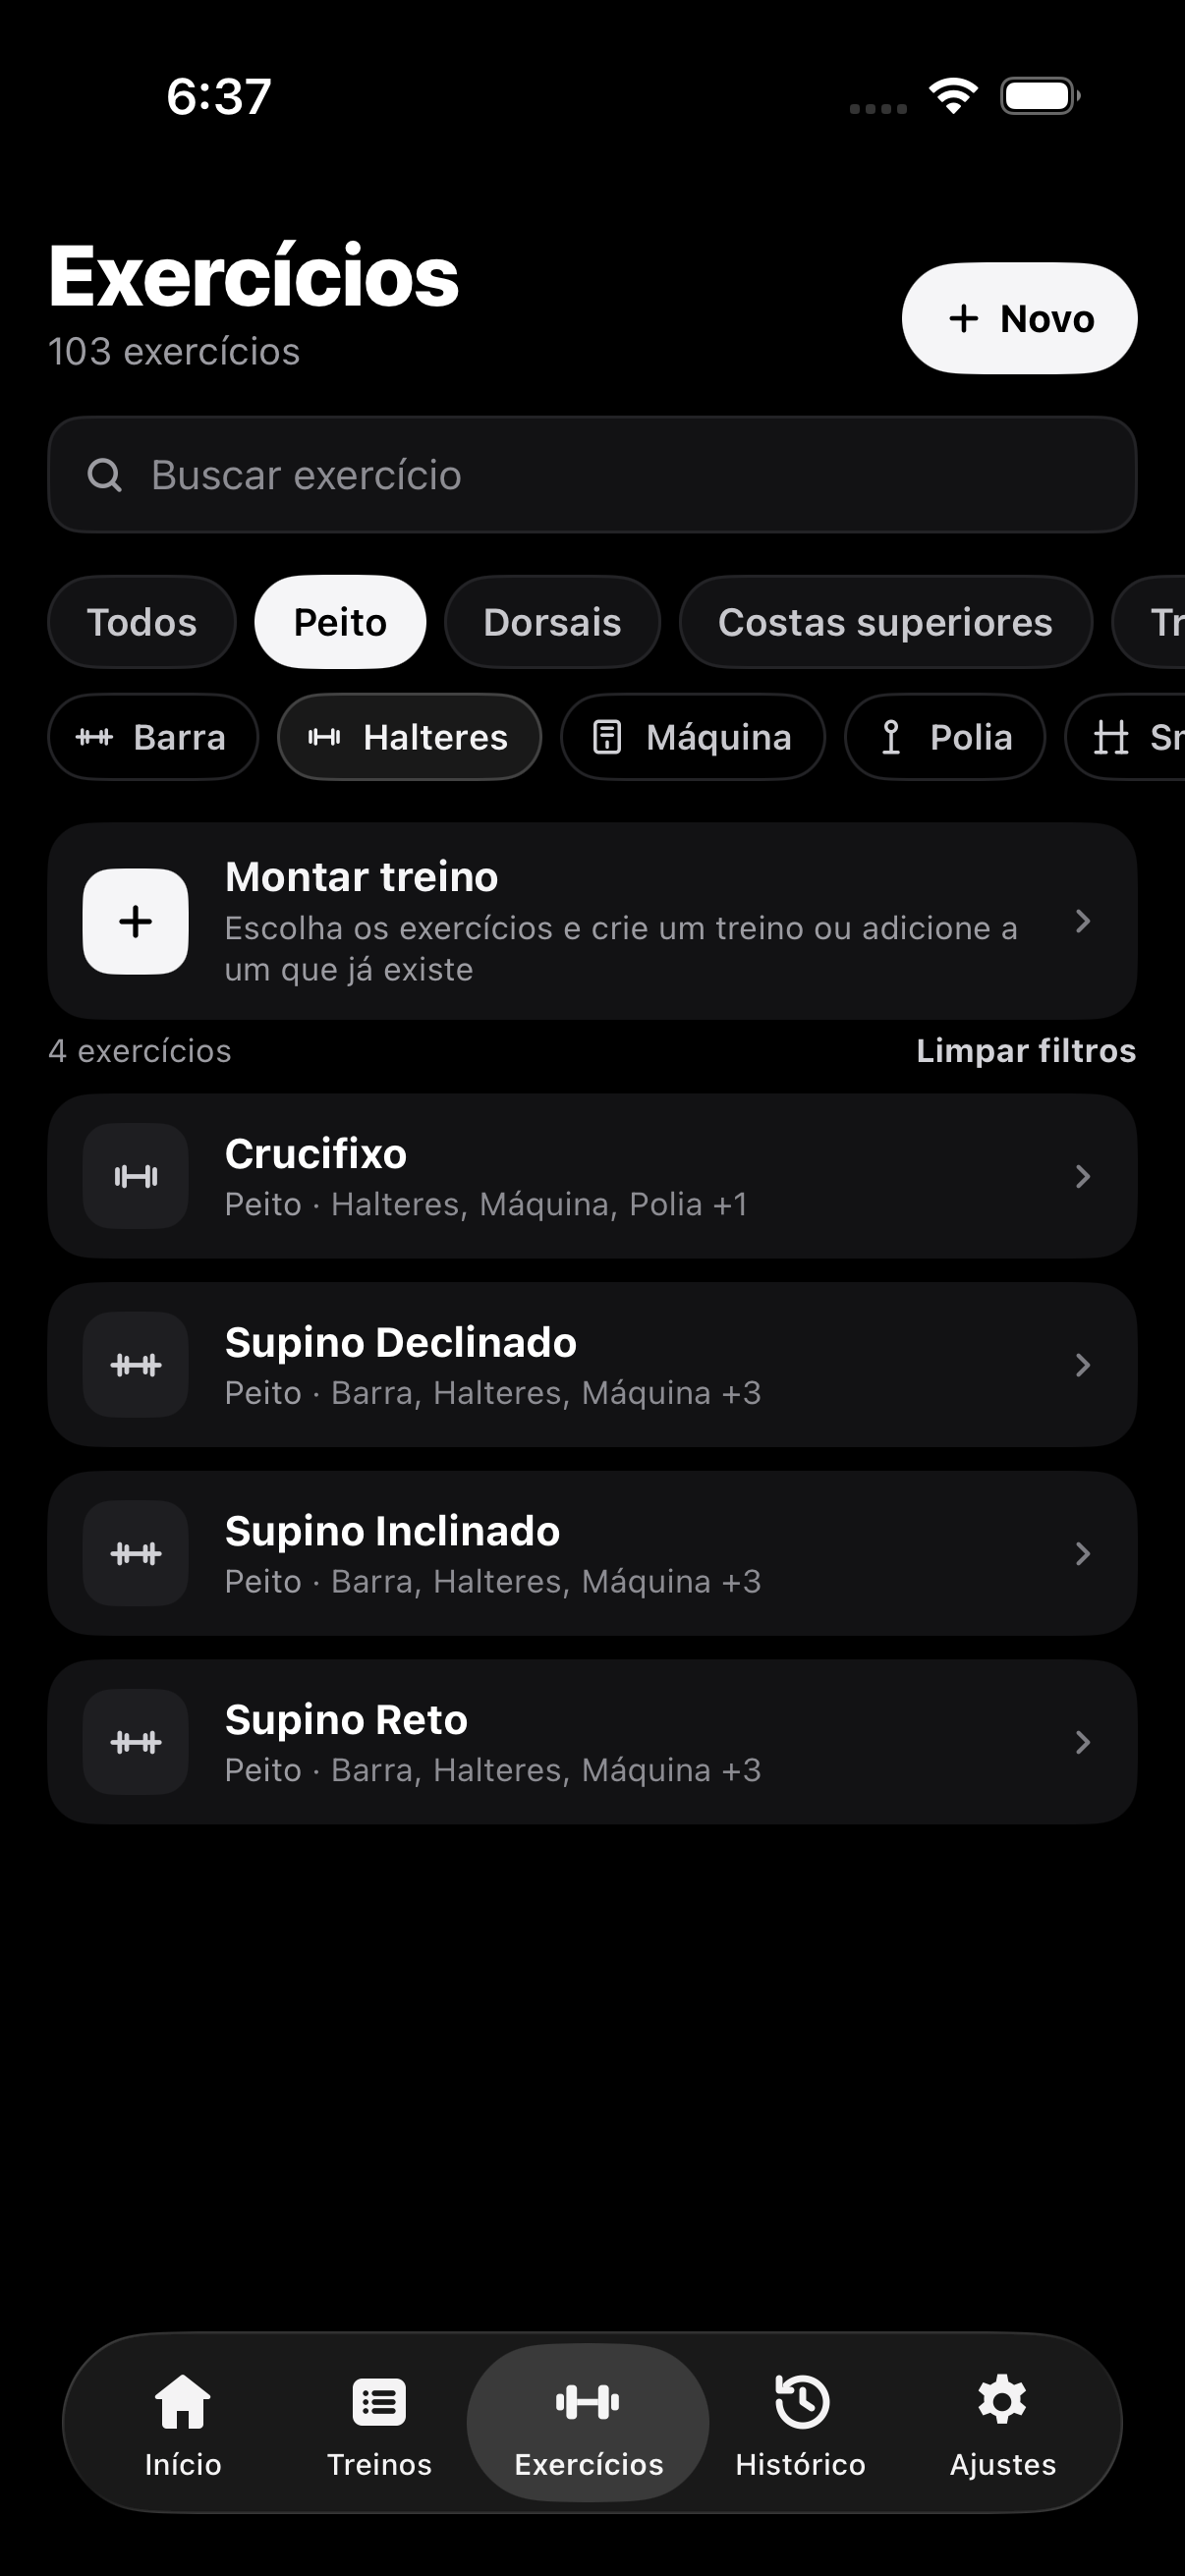 6:37
Exercícios
103 exercícios
+ Novo
Buscar exercício
Todos Peito Dorsais Costas superiores Tr
Barra Halteres Máquina Polia Sm
Montar treino
Escolha os exercícios e crie um treino ou adicione a
um que já existe
4 exercícios Limpar filtros
Crucifixo
Peito · Halteres, Máquina, Polia +1
Supino Declinado
Peito · Barra, Halteres, Máquina +3
Supino Inclinado
Peito · Barra, Halteres, Máquina +3
Supino Reto
Peito · Barra, Halteres, Máquina +3
Início Treinos Exercícios Histórico Ajustes